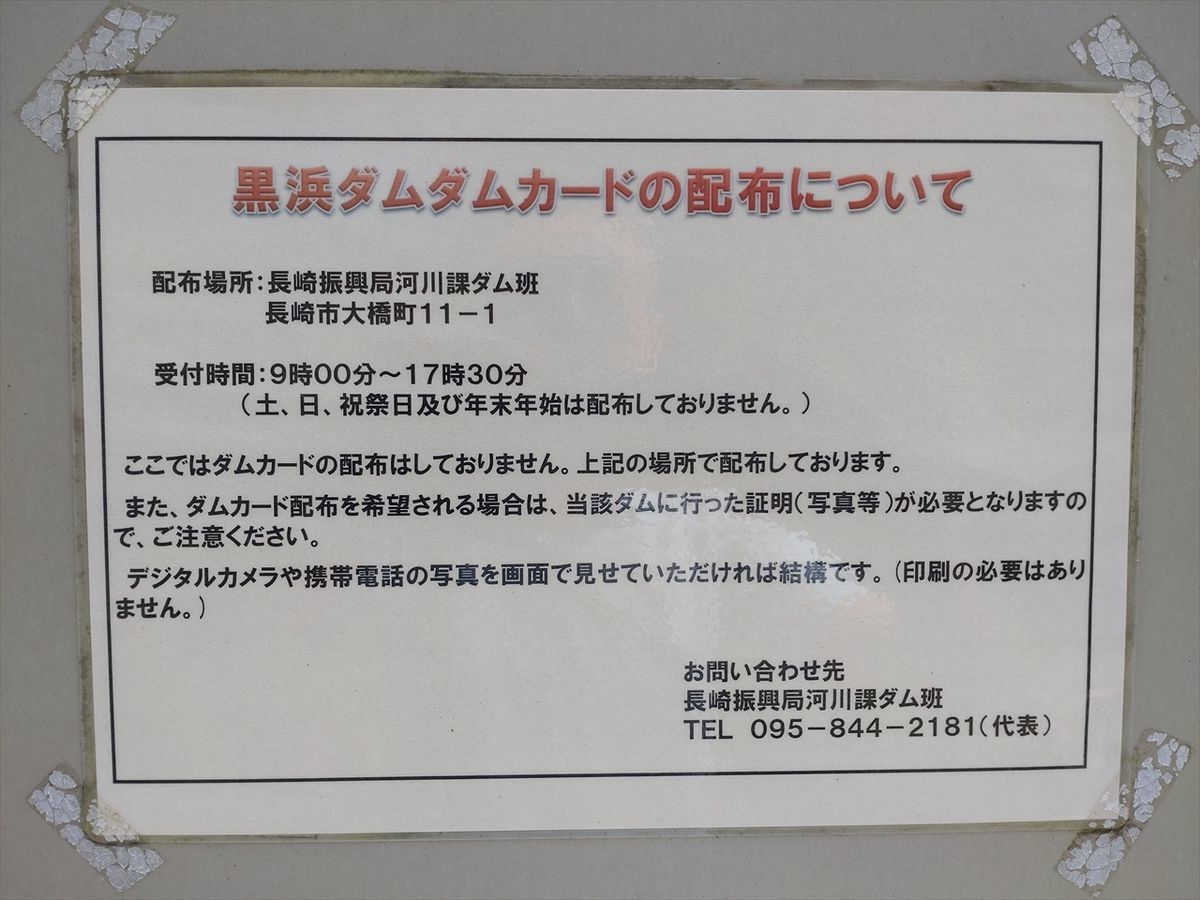 黒浜ダムダムカードの配布について
配布場所：長崎振興局河川課ダム班
長崎市大橋町１１－１
受付時間：９時００分～１７時３０分
（土、日、祝祭日及び年末年始は配布しておりません。）
ここではダムカードの配布はしておりません。上記の場所で配布しております。
また、ダムカード配布を希望される場合は、当該ダムに行った証明（写真等）が必要となりますの
で、ご注意ください。
デジタルカメラや携帯電話の写真を画面で見せていただければ結構です。（印刷の必要はあり
ません。）
お問い合わせ先
長崎振興局河川課ダム班
TEL　０９５－８４４－２１８１（代表）